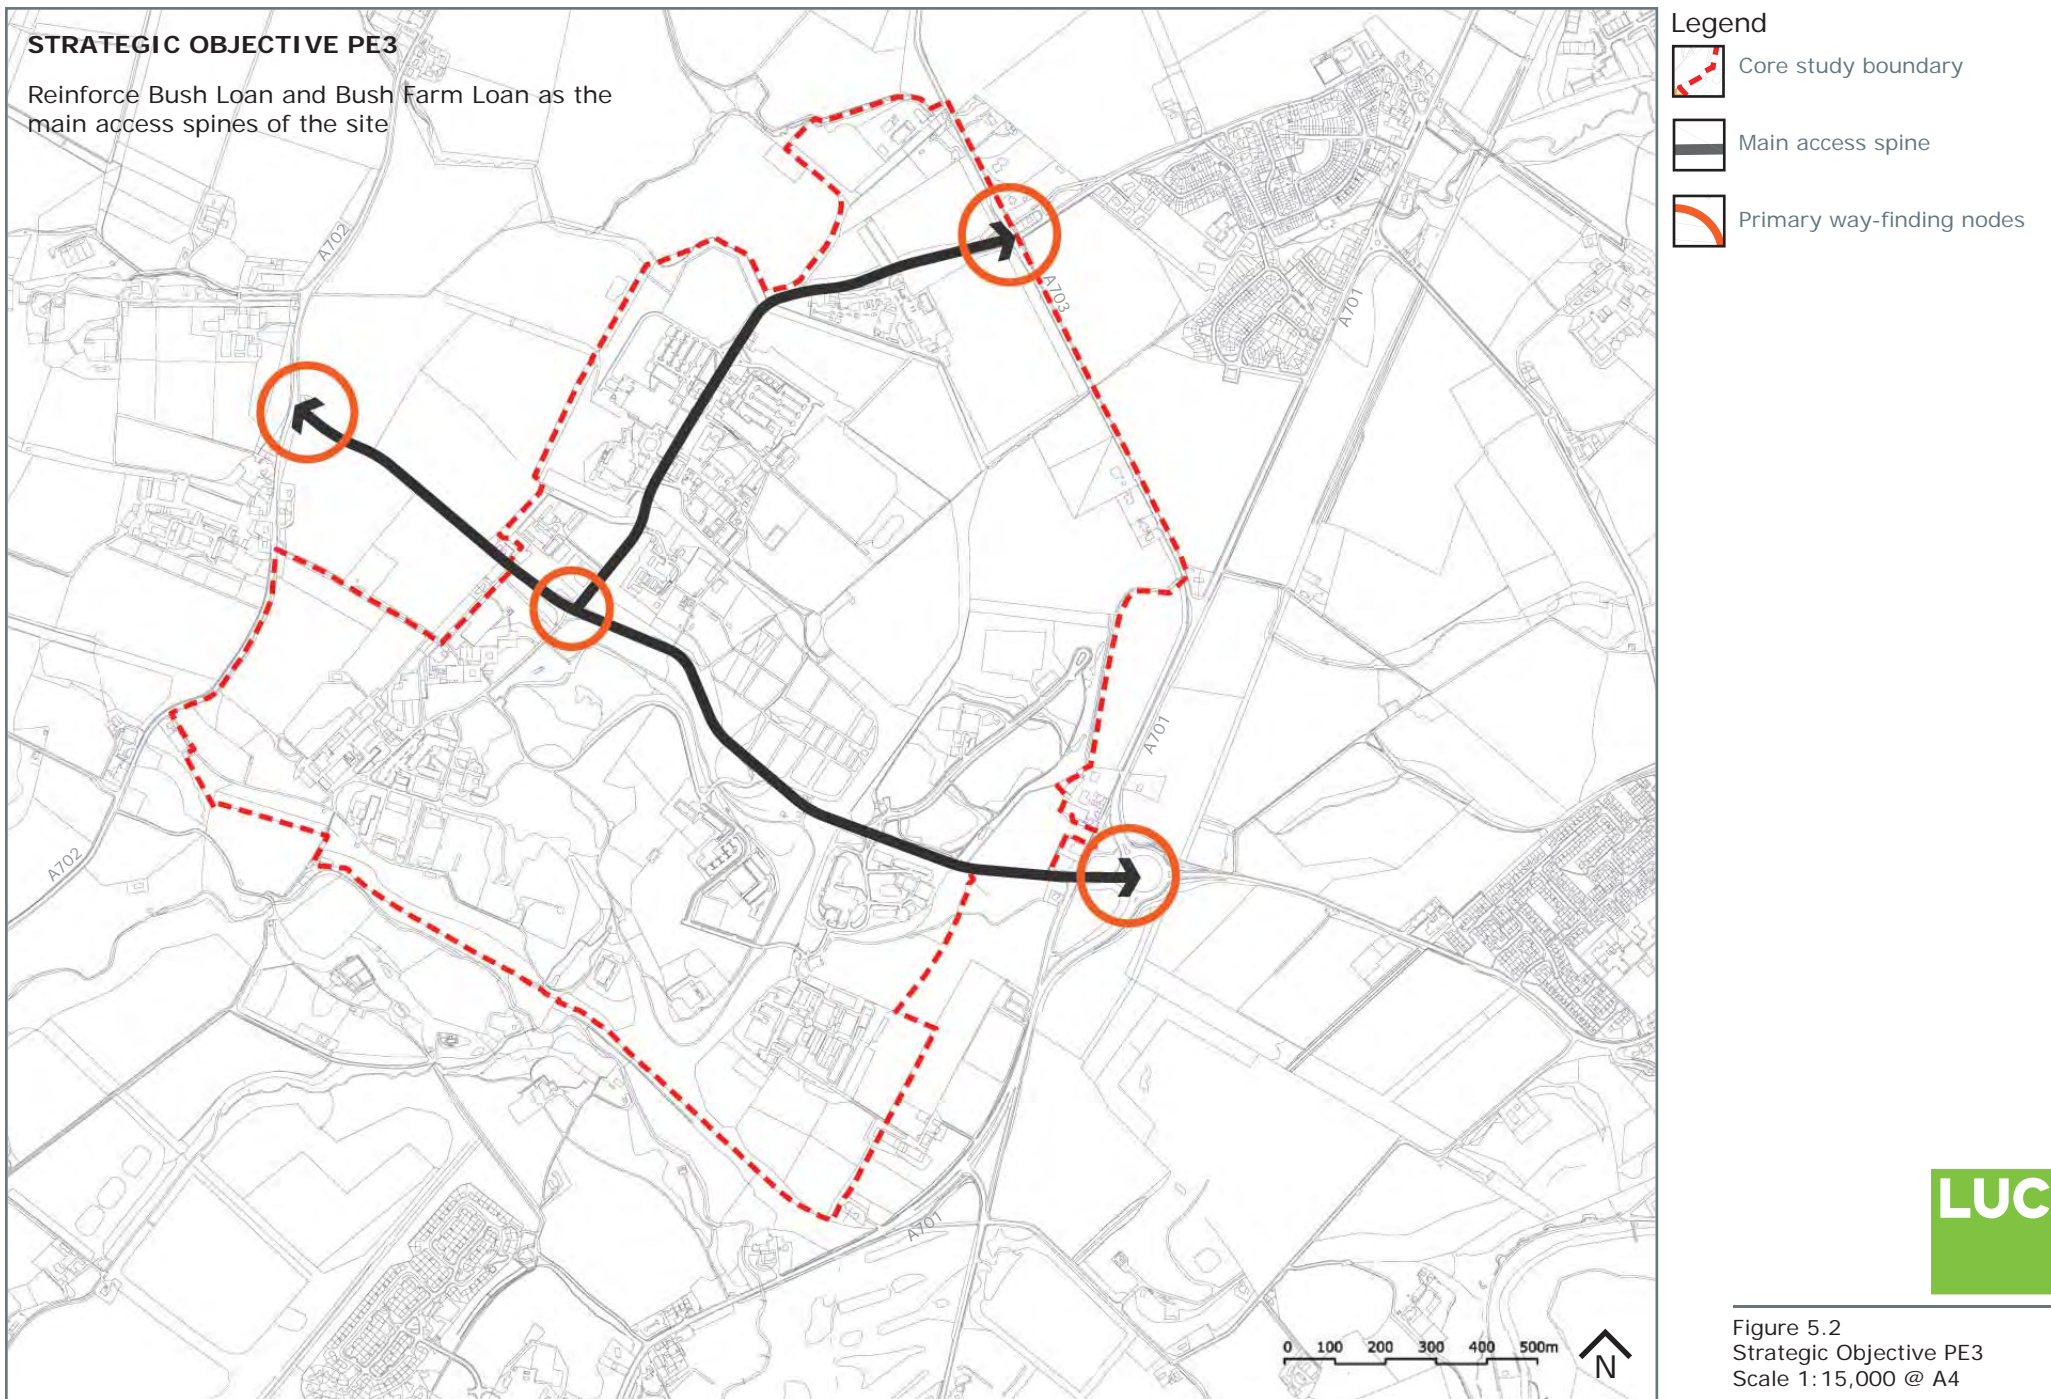 STRATEGIC OBJECTIVE PE3
Reinforce Bush Loan and Bush Farm Loan as the
main access spines of the site
A702
A703
A701
A701
A702
A701
0 100 200 300 400 500m
N
Legend
Core study boundary
Main access spine
Primary way-finding nodes
LUC
Figure 5.2
Strategic Objective PE3
Scale 1:15,000 @ A4